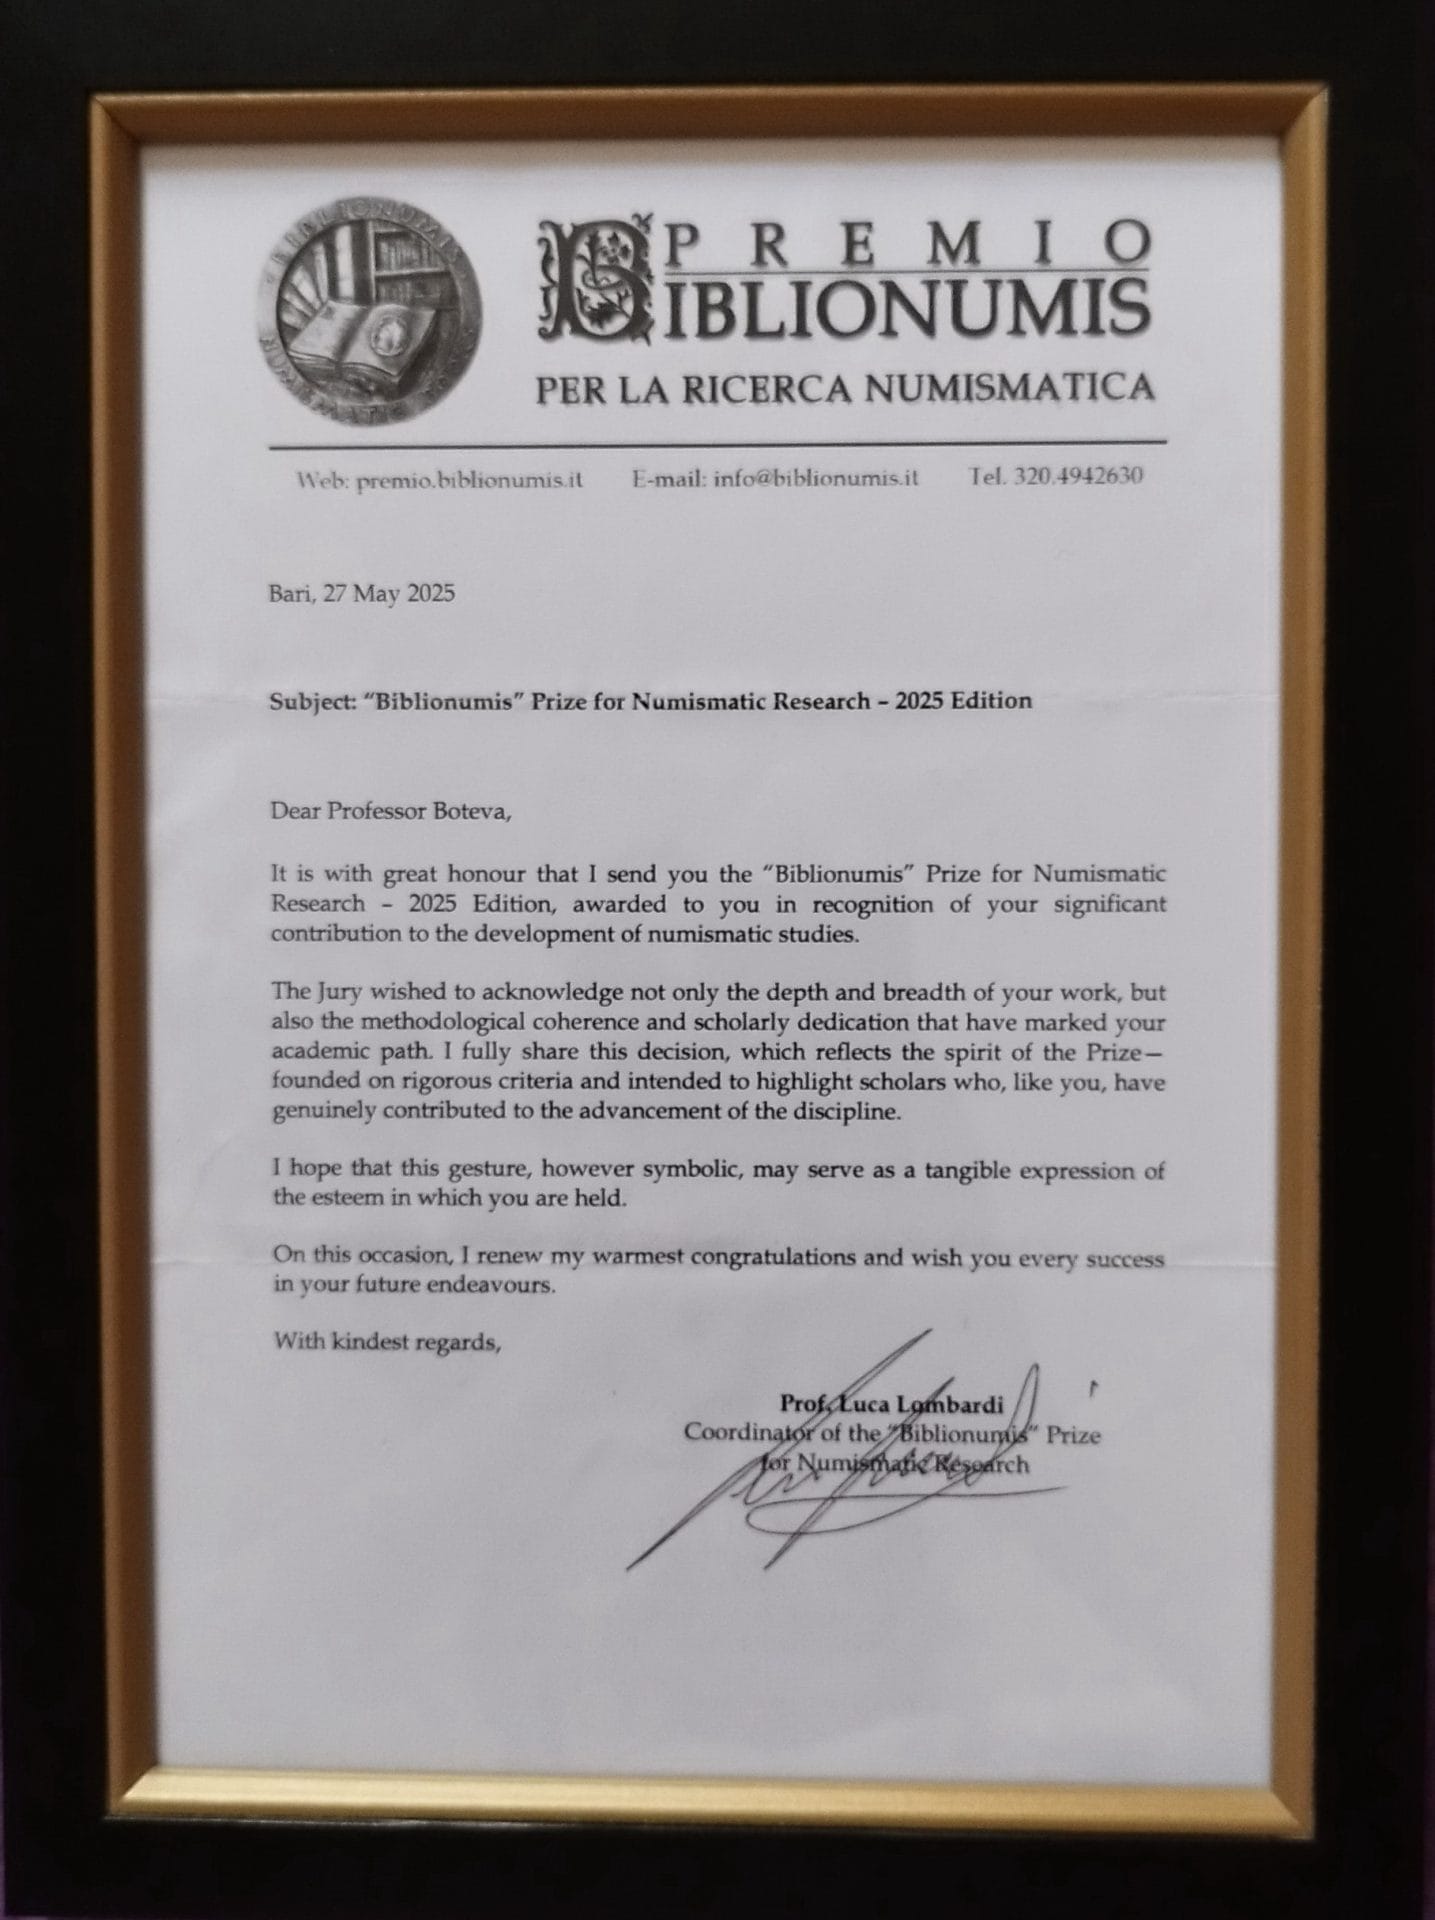 BIBLIONUMIS
PREMIO
BIBLIONUMIS
PER LA RICERCA NUMISMATICA
Web: premio.biblionumis.it E-mail: info@biblionumis.it Tel. 320.4942630
Bari, 27 May 2025
Subject: “Biblionumis” Prize for Numismatic Research – 2025 Edition
Dear Professor Boteva,
It is with great honour that I send you the “Biblionumis” Prize for Numismatic
Research – 2025 Edition, awarded to you in recognition of your significant
contribution to the development of numismatic studies.
The Jury wished to acknowledge not only the depth and breadth of your work, but
also the methodological coherence and scholarly dedication that have marked your
academic path. I fully share this decision, which reflects the spirit of the Prize—
founded on rigorous criteria and intended to highlight scholars who, like you, have
genuinely contributed to the advancement of the discipline.
I hope that this gesture, however symbolic, may serve as a tangible expression of
the esteem in which you are held.
On this occasion, I renew my warmest congratulations and wish you every success
in your future endeavours.
With kindest regards,
Prof. Luca Lombardi
Coordinator of the “Biblionumis” Prize
for Numismatic Research